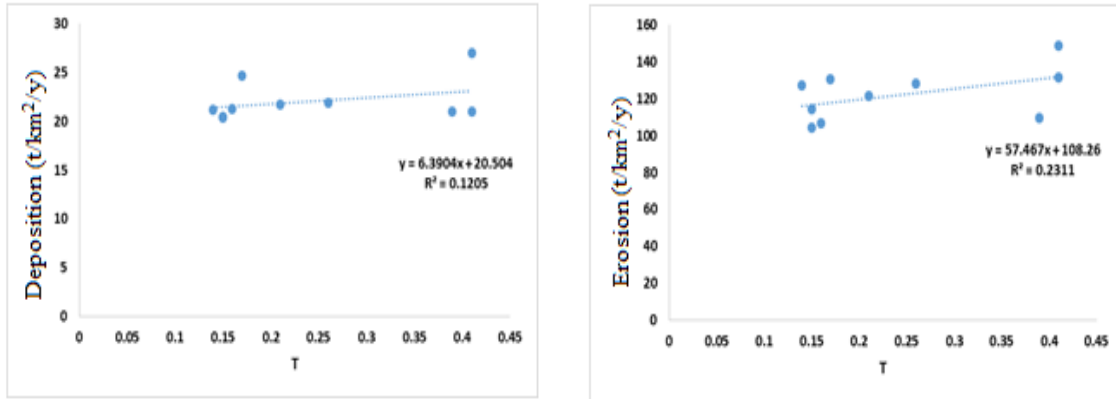 30
25
20
15
10
5
0
Deposition (t/km²/y)
y = 6.3904x + 20.504
R² = 0.1205
0 0.05 0.1 0.15 0.2 0.25 0.3 0.35 0.4 0.45
T
160
140
120
100
80
60
40
20
0
Erosion (t/km²/y)
y = 57.467x + 108.26
R² = 0.2311
0 0.05 0.1 0.15 0.2 0.25 0.3 0.35 0.4 0.45
T